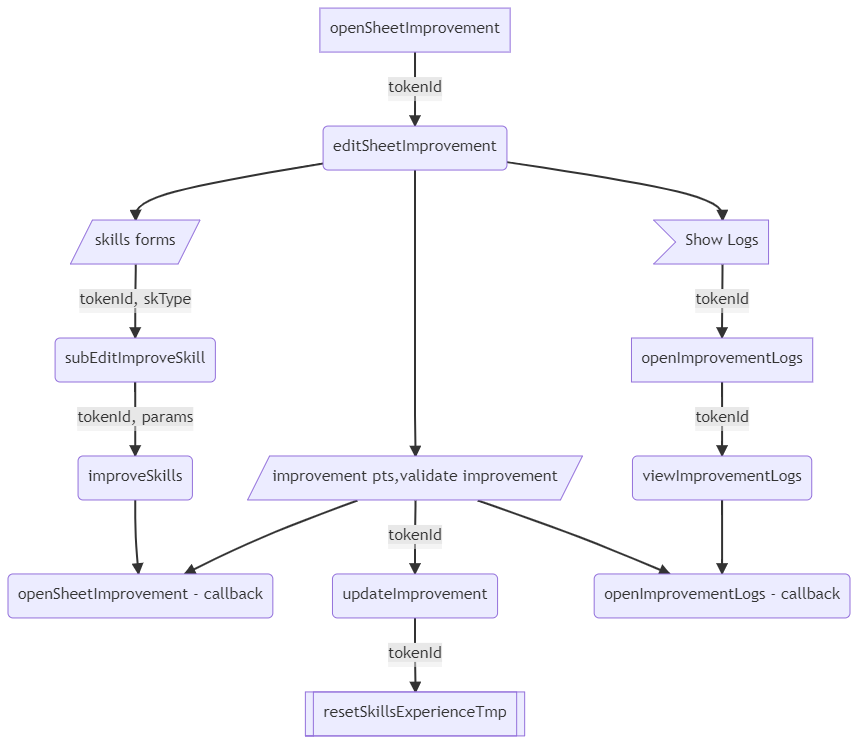 openSheetImprovement
tokenId
editSheetImprovement
skills forms
Show Logs
tokenId, skType
tokenId
subEditImproveSkill
openImprovementLogs
tokenId, params
tokenId
improveSkills
improvement pts,validate improvement
viewImprovementLogs
tokenId
openSheetImprovement - callback
updateImprovement
openImprovementLogs - callback
tokenId
resetSkillsExperienceTmp